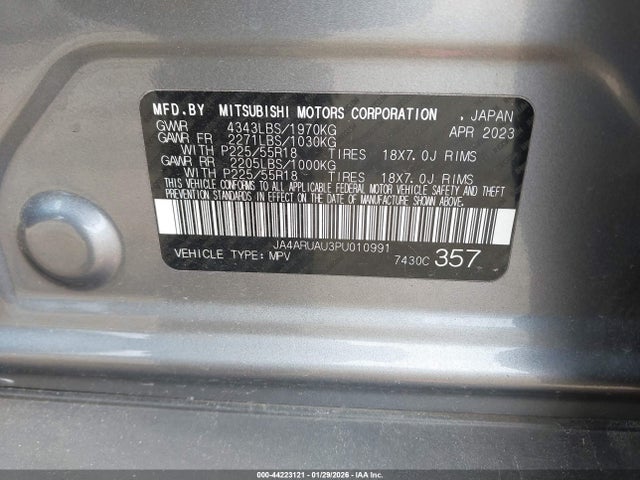 MFD.BY MITSUBISHI MOTORS CORPORATION , JAPAN
GVWR 4343LBS/1970KG APR 2023
GAWR FR 2271LBS/1030KG
WITH P225/55R18 TIRES 18X7.0J RIMS
GAWR RR 2205LBS/1000KG
WITH P225/55R18 TIRES 18X7.0J RIMS
THIS VEHICLE CONFORMS TO ALL APPLICABLE FEDERAL MOTOR VEHICLE SAFETY AND THEFT
PREVENTION STANDARDS IN EFFECT ON THE DATE OF MANUFACTURE SHOWN ABOVE.
JA4ARUAU3PU010991
VEHICLE TYPE:MPV 7430C 357
000-44223121 - 01/29/2026 - IAA Inc.